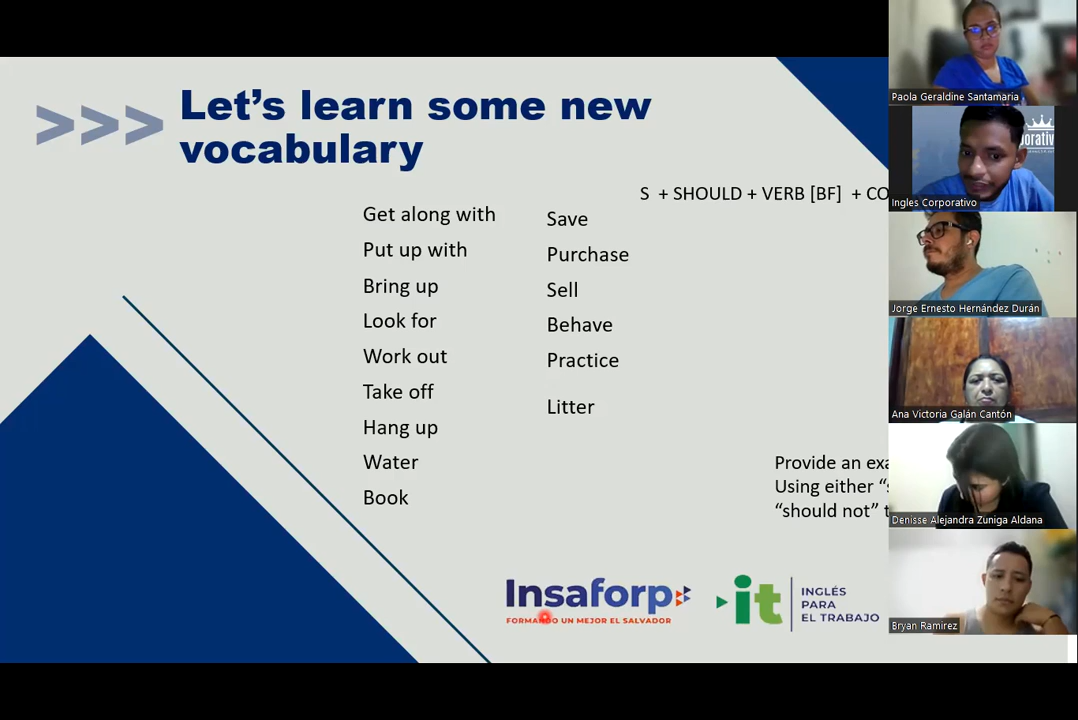 >>> Let's learn some new
vocabulary
S + SHOULD + VERB [BF] + CO
Get along with
Put up with
Bring up
Look for
Work out
Take off
Hang up
Water
Book
Save
Purchase
Sell
Behave
Practice
Litter
Provide an exa
Using either “s
“should not” t
Insaforp
FORMANDO UN MEJOR EL SALVADOR
it
INGLÉS
PARA
EL TRABAJO
Paola Geraldine Santamaria
orativ
Ingles Corporativo
Jorge Ernesto Hernández Durán
Ana Victoria Galán Cantón
Denisse Alejandra Zuniga Aldana
Bryan Ramirez